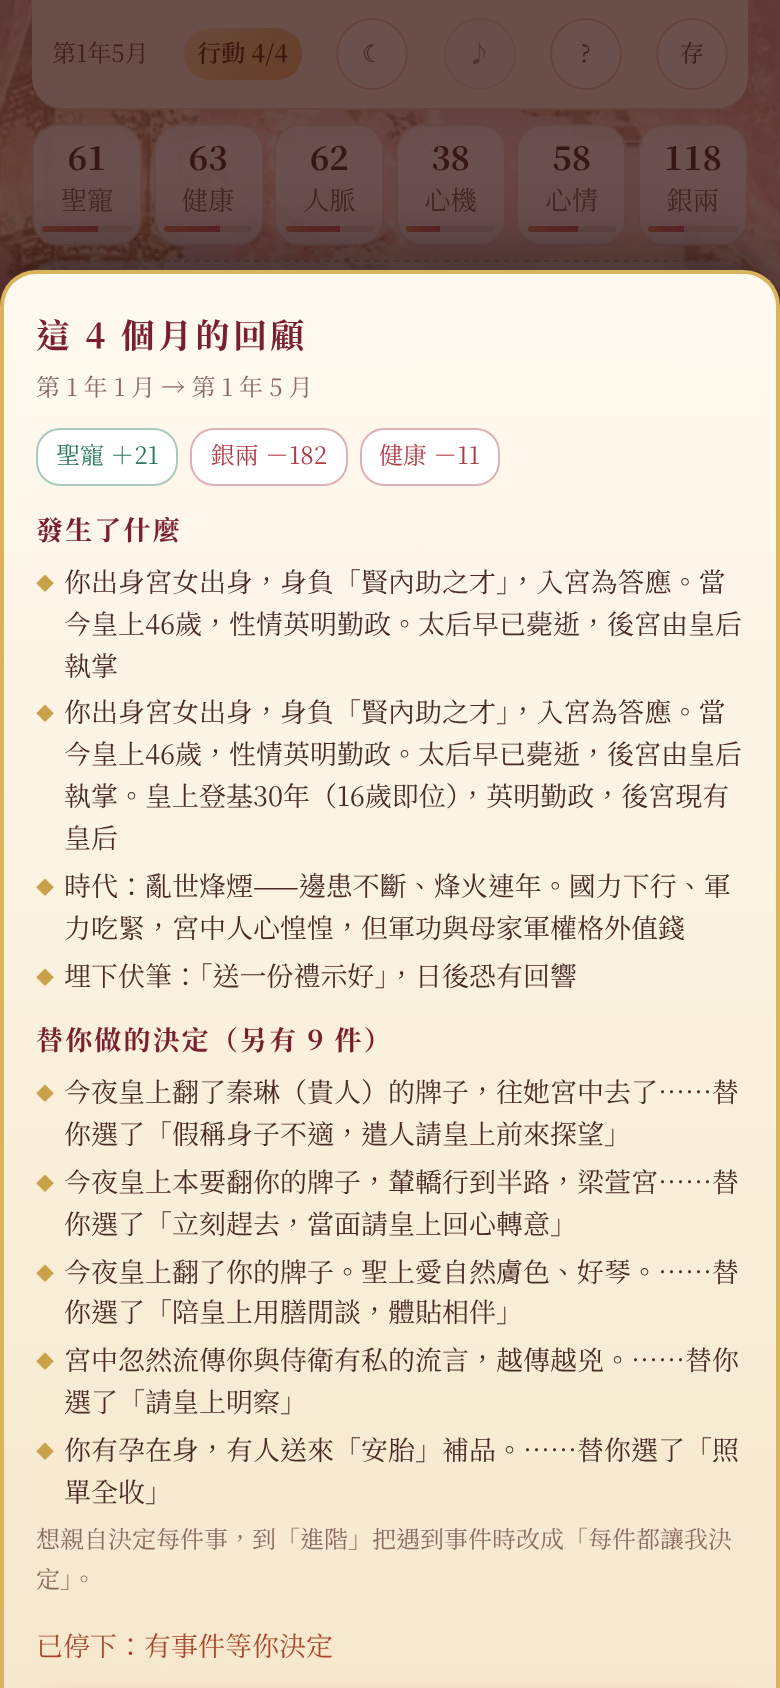 第1年5月
行動 4/4
☾
♪
?
存
61
聖寵
63
健康
62
人脈
38
心機
58
心情
118
銀兩
這 4 個月的回顧
第 1 年 1 月 → 第 1 年 5 月
聖寵 ＋21
銀兩 －182
健康 －11
發生了什麼
◆ 你出身宮女出身，身負「賢內助之才」，入宮為答應。當
今皇上46歲，性情英明勤政。太后早已薨逝，後宮由皇后
執掌
◆ 你出身宮女出身，身負「賢內助之才」，入宮為答應。當
今皇上46歲，性情英明勤政。太后早已薨逝，後宮由皇后
執掌。皇上登基30年（16歲即位），英明勤政，後宮現有
皇后
◆ 時代：亂世烽煙——邊患不斷、烽火連年。國力下行、軍
力吃緊，宮中人心惶惶，但軍功與母家軍權格外值錢
◆ 埋下伏筆：「送一份禮示好」，日後恐有回響
替你做的決定（另有 9 件）
◆ 今夜皇上翻了秦琳（貴人）的牌子，往她宮中去了……替
你選了「假稱身子不適，遣人請皇上前來探望」
◆ 今夜皇上本要翻你的牌子，輦轎行到半路，梁萱宮……替
你選了「立刻趕去，當面請皇上回心轉意」
◆ 今夜皇上翻了你的牌子。聖上愛自然膚色、好琴。……替
你選了「陪皇上用膳閒談，體貼相伴」
◆ 宮中忽然流傳你與侍衛有私的流言，越傳越兇。……替你
選了「請皇上明察」
◆ 你有孕在身，有人送來「安胎」補品。……替你選了「照
單全收」
想親自決定每件事，到「進階」把遇到事件時改成「每件都讓我決
定」。
已停下：有事件等你決定